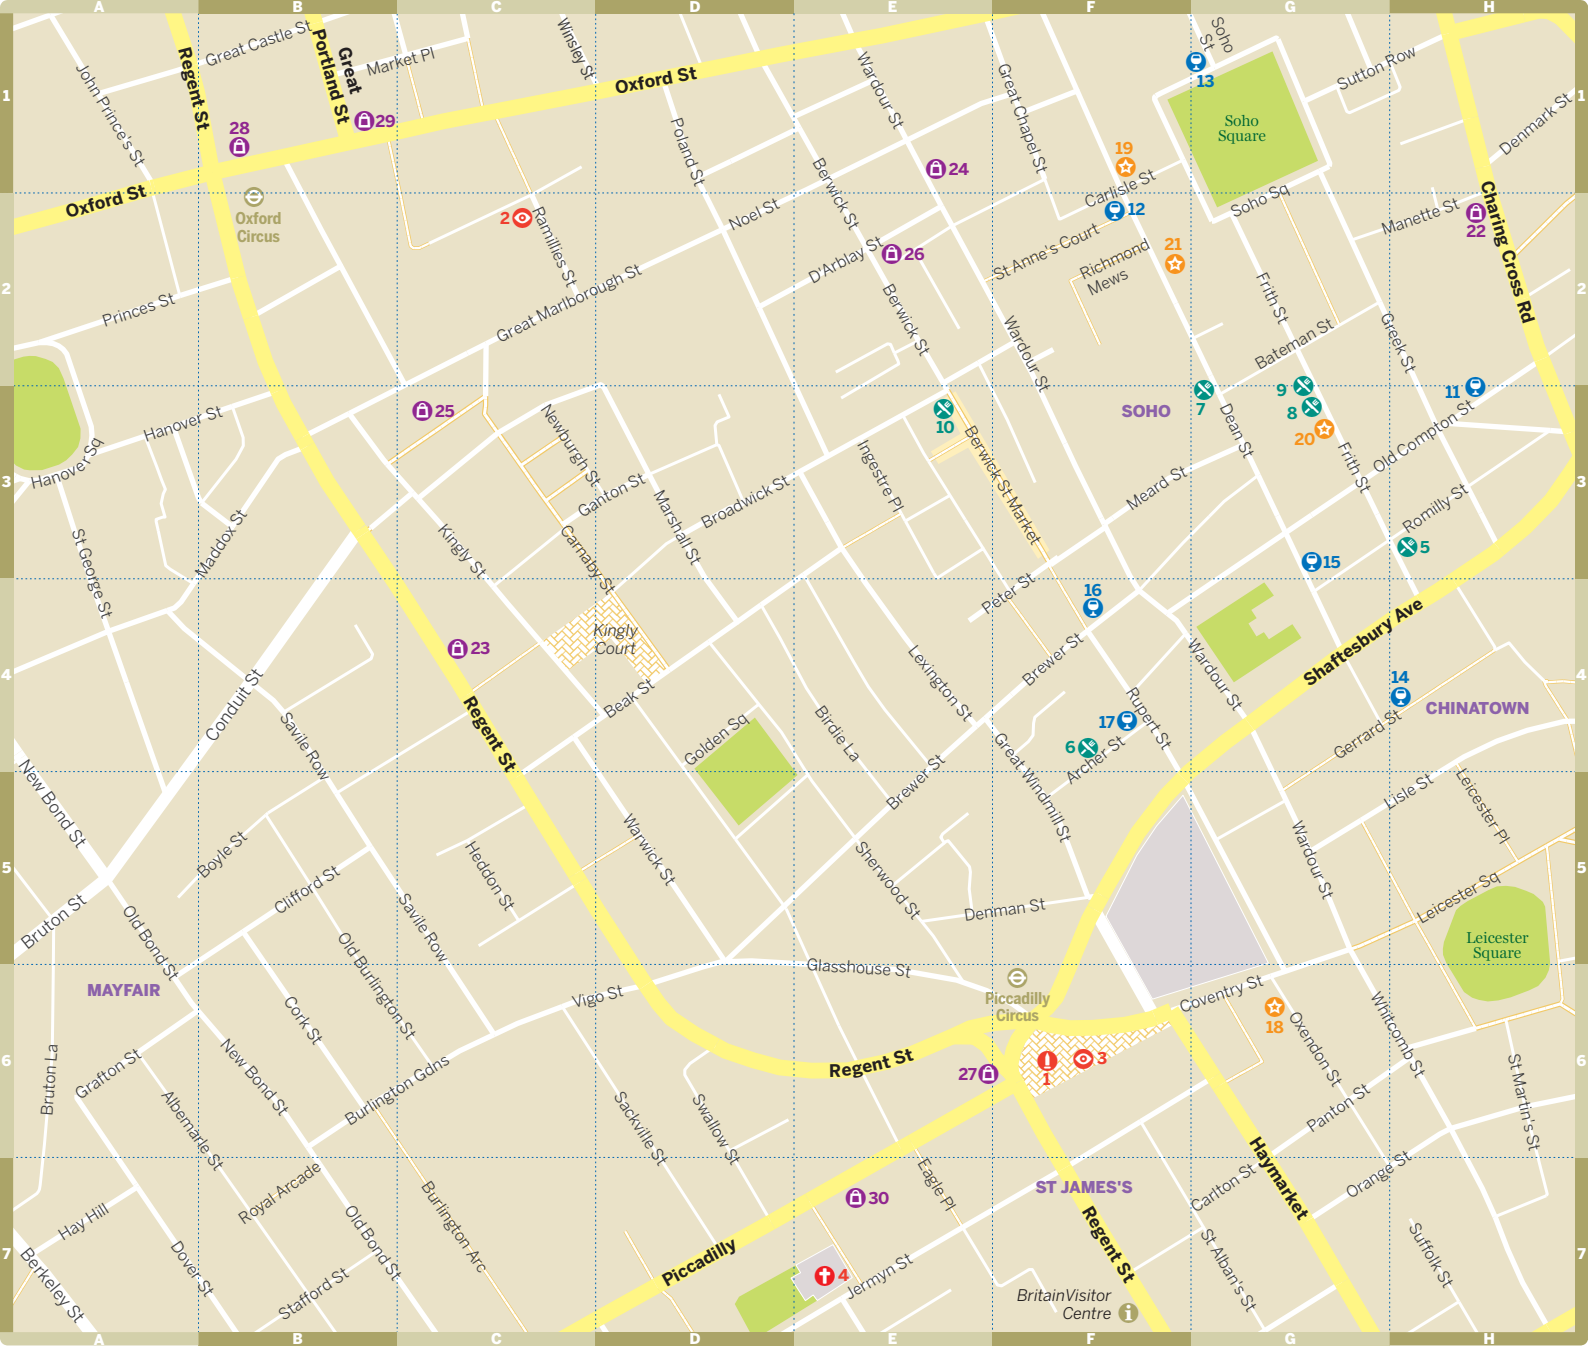 A B C D E F G H
Great Castle St
Regent St
Great
Portland St
Market Pl
Winsley St
Oxford St
Wardour St
Great Chapel St
Soho
St
13
Sutton Row
John Prince's St
1
28
29
Poland St
Berwick St
24
19
Soho
Square
Denmark St
1
Carlisle St
Oxford St
Oxford
Circus
2
Ramillies St
Noel St
12
Soho Sq
Manette St
22
Charing Cross Rd
D'Arblay St
26
St Anne's Court
Richmond
Mews
21
2
Princes St
Great Marlborough St
Berwick St
Wardour St
Frith St
Bateman St
Greek St
2
Hanover St
25
Newburgh St
10
SOHO
7
9
8
20
11
Old Compton St
Hanover Sq
3
Maddox St
St George St
Kingly St
Ganton St
Carnaby St
Marshall St
Broadwick St
Ingestre Pl
Berwick St Market
Meard St
Dean St
Frith St
Romilly St
5
15
3
Peter St
16
Kingly
Court
23
4
Conduit St
Savile Row
Regent St
Beak St
Golden Sq
Birdie La
Lexington St
Brewer St
Rupert St
Wardour St
Shaftesbury Ave
14
CHINATOWN
4
17
6
Archer St
Gerrard St
New Bond St
Brewer St
Great Windmill St
Lisle St
Leicester Pl
5
Boyle St
Clifford St
Heddon St
Warwick St
Sherwood St
Wardour St
5
Bruton St
Old Bond St
Savile Row
Denman St
Leicester Sq
Leicester
Square
Old Burlington St
MAYFAIR
Cork St
Vigo St
Glasshouse St
Piccadilly
Circus
Coventry St
18
Oxendon St
Whitcomb St
6
Bruton La
Grafton St
New Bond St
Burlington Gdns
Regent St
27
1
3
Panton St
St Martin's St
6
Albemarle St
Sackville St
Swallow St
Royal Arcade
Hay Hill
Old Bond St
Burlington Arc
30
Eagle Pl
ST JAMES'S
Carlton St
Haymarket
Orange St
7
Berkeley St
Dover St
Stafford St
Piccadilly
4
Jermyn St
Regent St
St Alban's St
Suffolk St
7
BritainVisitor
Centre
A B C D E F G H